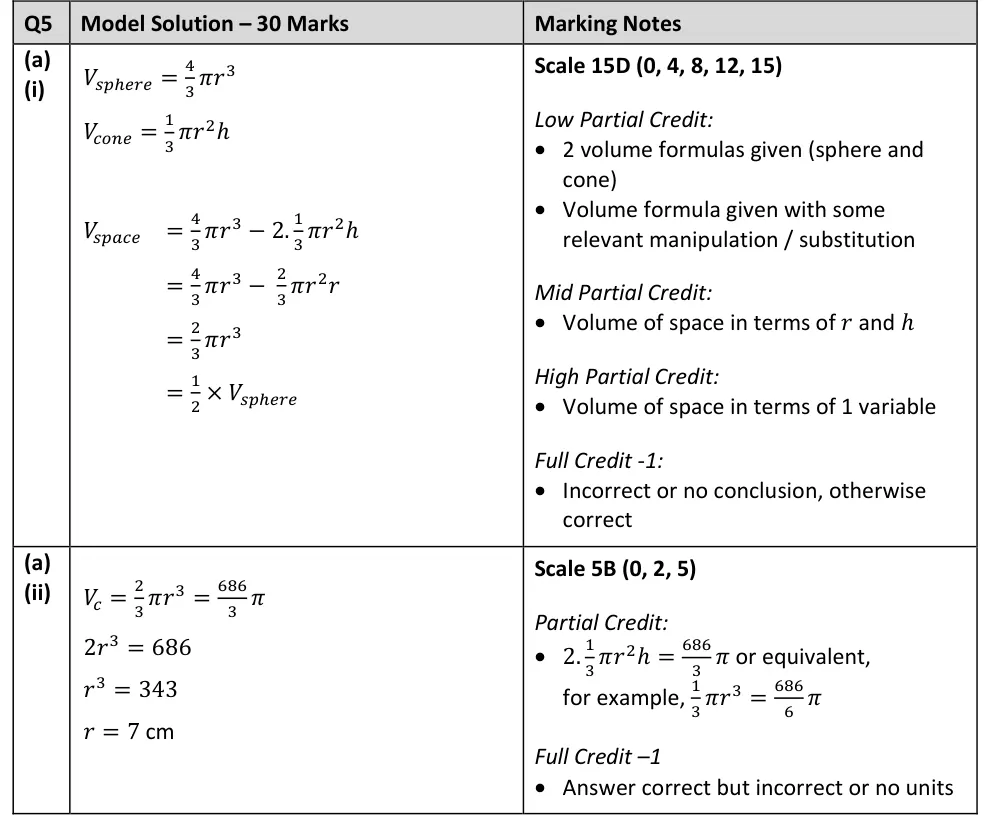 Q5 Model Solution – 30 Marks Marking Notes
(a)
(i)
V_sphere = 4/3 πr³
V_cone = 1/3 πr²h
V_space = 4/3 πr³ − 2. 1/3 πr²h
= 4/3 πr³ − 2/3 πr²r
= 2/3 πr³
= 1/2 × V_sphere
Scale 15D (0, 4, 8, 12, 15)
Low Partial Credit:
• 2 volume formulas given (sphere and
cone)
• Volume formula given with some
relevant manipulation / substitution
Mid Partial Credit:
• Volume of space in terms of r and h
High Partial Credit:
• Volume of space in terms of 1 variable
Full Credit -1:
• Incorrect or no conclusion, otherwise
correct
(a)
(ii)
V_c = 2/3 πr³ = 686/3 π
2r³ = 686
r³ = 343
r = 7 cm
Scale 5B (0, 2, 5)
Partial Credit:
• 2. 1/3 πr²h = 686/3 π or equivalent,
for example, 1/3 πr³ = 686/6 π
Full Credit –1
• Answer correct but incorrect or no units